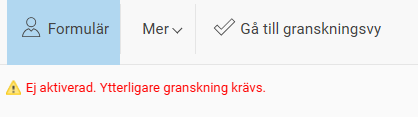 Formulär Mer Gå till granskningsvy
Ej aktiverad. Ytterligare granskning krävs.